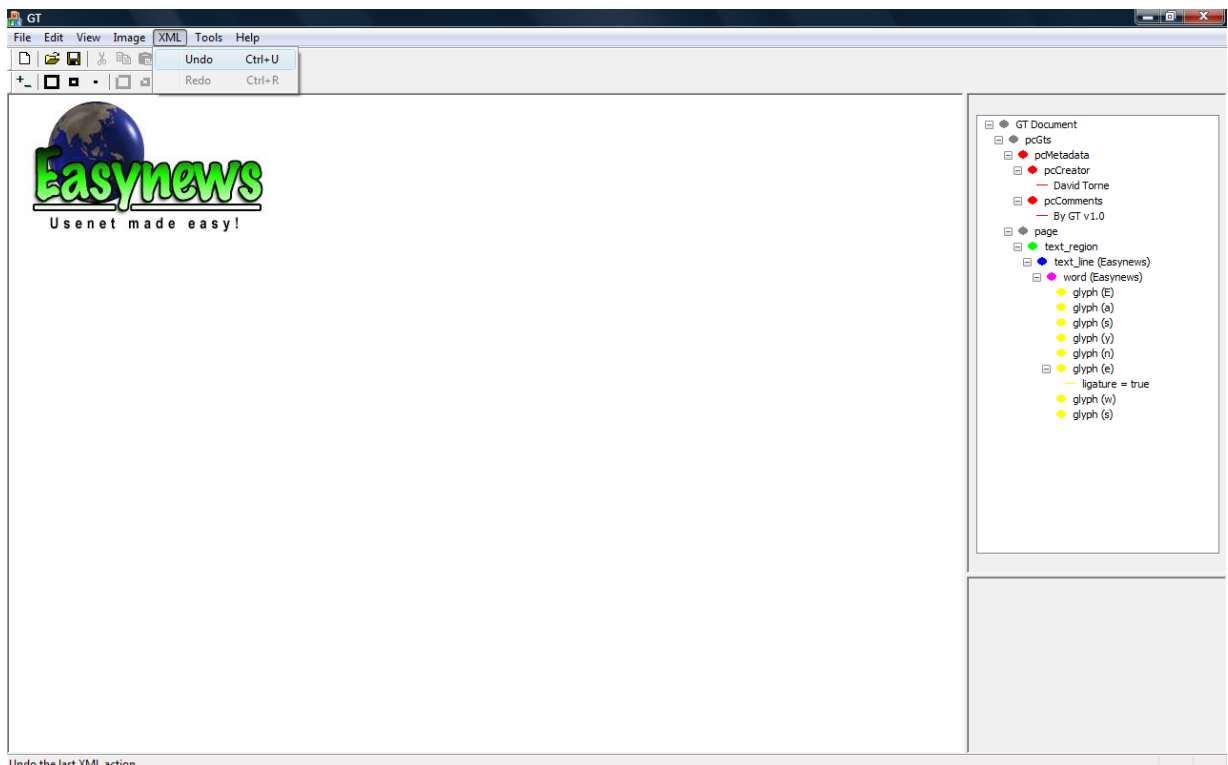 GT
File Edit View Image XML Tools Help
Undo Ctrl+U
Redo Ctrl+R
Easynews
Usenet made easy!
GT Document
pcGts
pcMetadata
pcCreator
David Torne
pcComments
By GT v1.0
page
text_region
text_line (Easynews)
word (Easynews)
glyph (E)
glyph (a)
glyph (s)
glyph (y)
glyph (n)
glyph (e)
ligature = true
glyph (w)
glyph (s)
Undo the last XML action